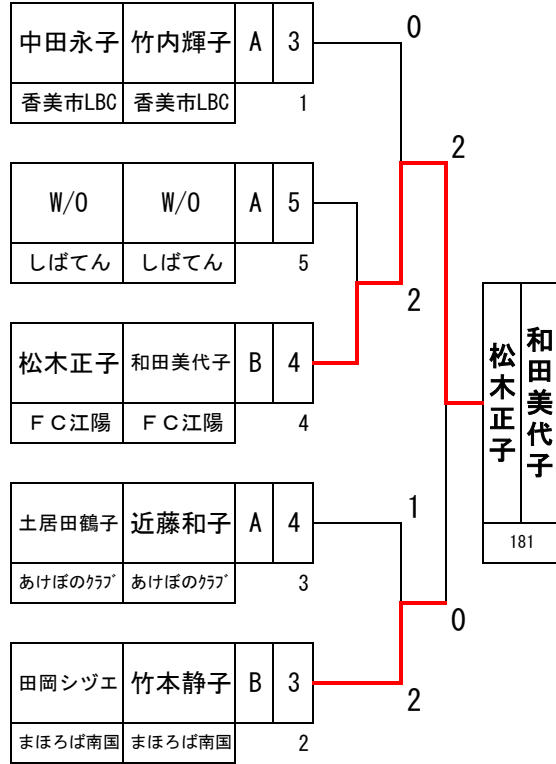 中田永子 竹内輝子 A 3
香美市LBC 香美市LBC 1
0
2
W/O W/O A 5
しばてん しばてん 5
2
松木正子 和田美代子 B 4
ＦＣ江陽 ＦＣ江陽 4
松木正子 和田美代子
181
土居田鶴子 近藤和子 A 4
あけぼのｸﾗﾌﾞ あけぼのｸﾗﾌﾞ 3
1
0
田岡シヅエ 竹本静子 B 3
まほろば南国 まほろば南国 2
2